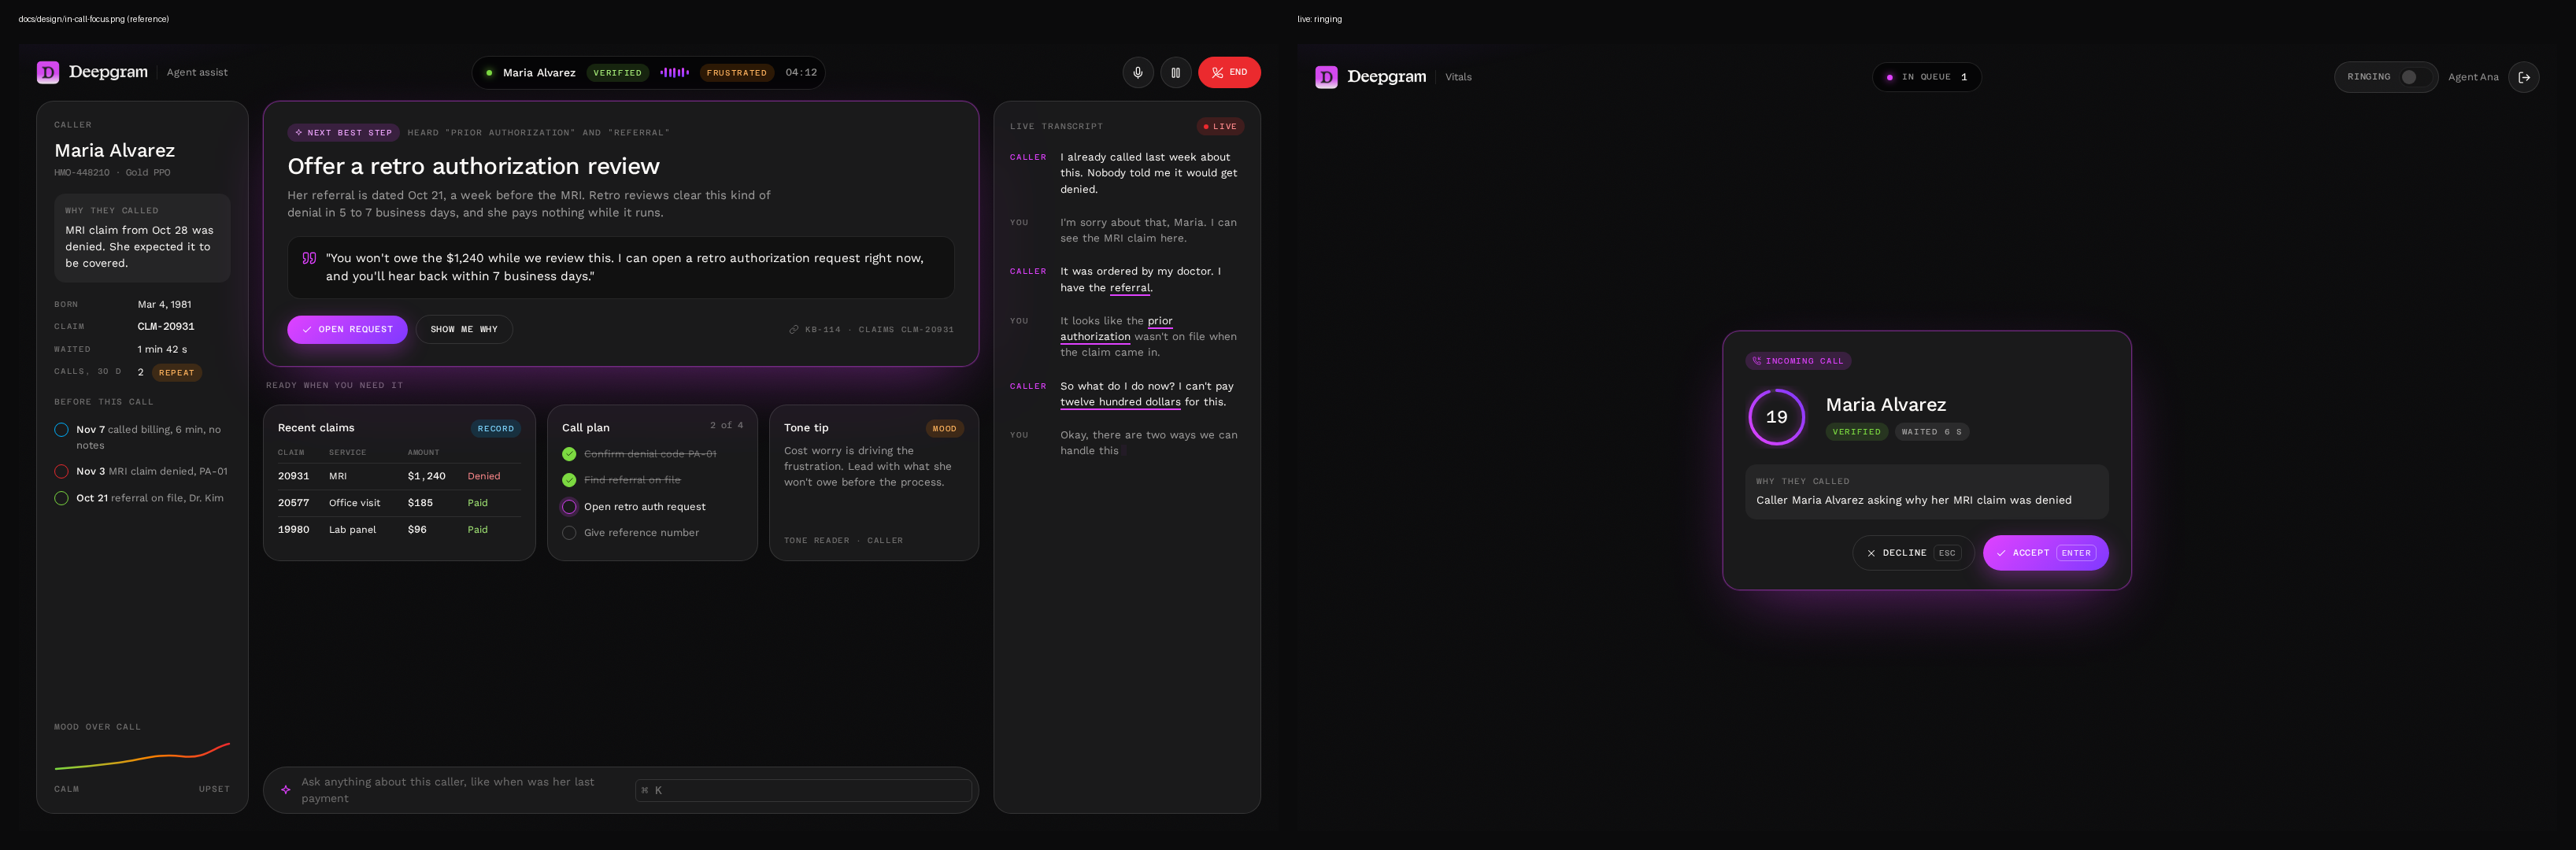 docs/design/in-call-focus.png (reference)
D Deepgram Agent assist
Maria Alvarez VERIFIED FRUSTRATED 04:12
END
CALLER
Maria Alvarez
HMO-448210 · Gold PPO
WHY THEY CALLED
MRI claim from Oct 28 was
denied. She expected it to
be covered.
BORN Mar 4, 1981
CLAIM CLM-20931
WAITED 1 min 42 s
CALLS, 30 D 2 REPEAT
BEFORE THIS CALL
Nov 7 called billing, 6 min, no
notes
Nov 3 MRI claim denied, PA-01
Oct 21 referral on file, Dr. Kim
MOOD OVER CALL
CALM UPSET
NEXT BEST STEP HEARD "PRIOR AUTHORIZATION" AND "REFERRAL"
Offer a retro authorization review
Her referral is dated Oct 21, a week before the MRI. Retro reviews clear this kind of
denial in 5 to 7 business days, and she pays nothing while it runs.
"You won't owe the $1,240 while we review this. I can open a retro authorization request right now,
and you'll hear back within 7 business days."
OPEN REQUEST SHOW ME WHY KB-114 · CLAIMS CLM-20931
READY WHEN YOU NEED IT
Recent claims RECORD
CLAIM SERVICE AMOUNT
20931 MRI $1,240 Denied
20577 Office visit $185 Paid
19980 Lab panel $96 Paid
Call plan 2 of 4
Confirm denial code PA-01
Find referral on file
Open retro auth request
Give reference number
Tone tip MOOD
Cost worry is driving the
frustration. Lead with what she
won't owe before the process.
TONE READER · CALLER
Ask anything about this caller, like when was her last
payment
⌘ K
LIVE TRANSCRIPT LIVE
CALLER I already called last week about
this. Nobody told me it would get
denied.
YOU I'm sorry about that, Maria. I can
see the MRI claim here.
CALLER It was ordered by my doctor. I
have the referral.
YOU It looks like the prior
authorization wasn't on file when
the claim came in.
CALLER So what do I do now? I can't pay
twelve hundred dollars for this.
YOU Okay, there are two ways we can
handle this
live: ringing
D Deepgram Vitals
IN QUEUE 1
RINGING Agent Ana
INCOMING CALL
19
Maria Alvarez
VERIFIED WAITED 6 S
WHY THEY CALLED
Caller Maria Alvarez asking why her MRI claim was denied
DECLINE ESC ACCEPT ENTER